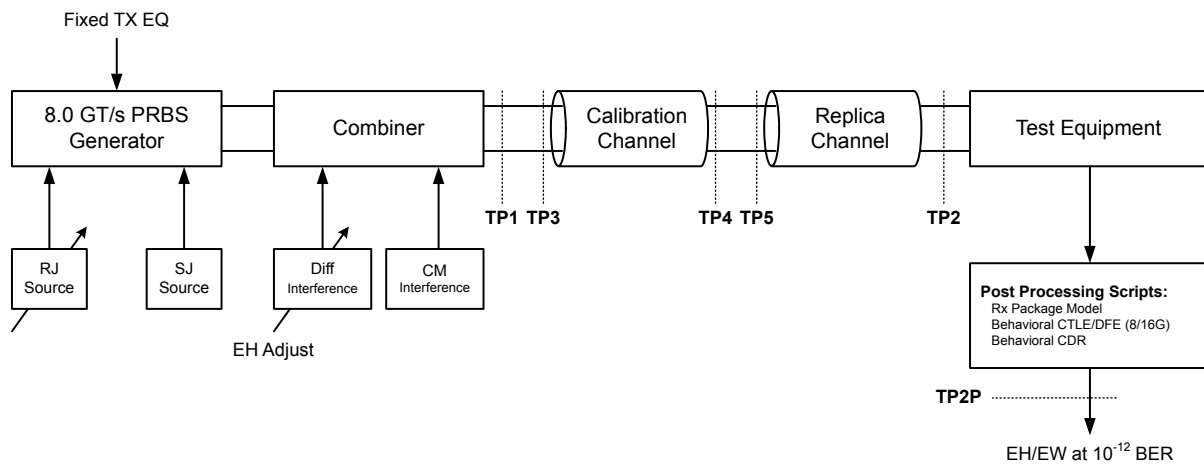 Fixed TX EQ
8.0 GT/s PRBS
Generator
Combiner
Calibration
Channel
Replica
Channel
Test Equipment
TP1
TP3
TP4
TP5
TP2
RJ
Source
SJ
Source
Diff
Interference
CM
Interference
EH Adjust
Post Processing Scripts:
Rx Package Model
Behavioral CTLE/DFE (8/16G)
Behavioral CDR
TP2P
EH/EW at 10⁻¹² BER